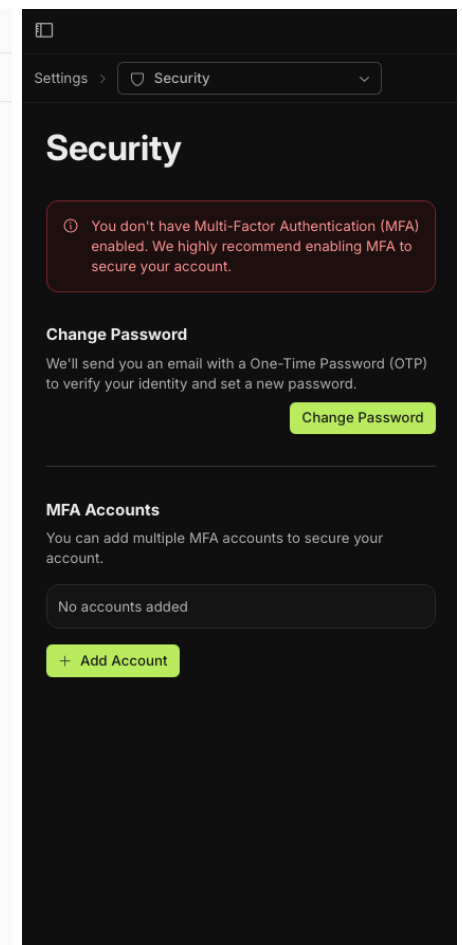 Settings > Security
Security
You don't have Multi-Factor Authentication (MFA)
enabled. We highly recommend enabling MFA to
secure your account.
Change Password
We'll send you an email with a One-Time Password (OTP)
to verify your identity and set a new password.
Change Password
MFA Accounts
You can add multiple MFA accounts to secure your
account.
No accounts added
+ Add Account